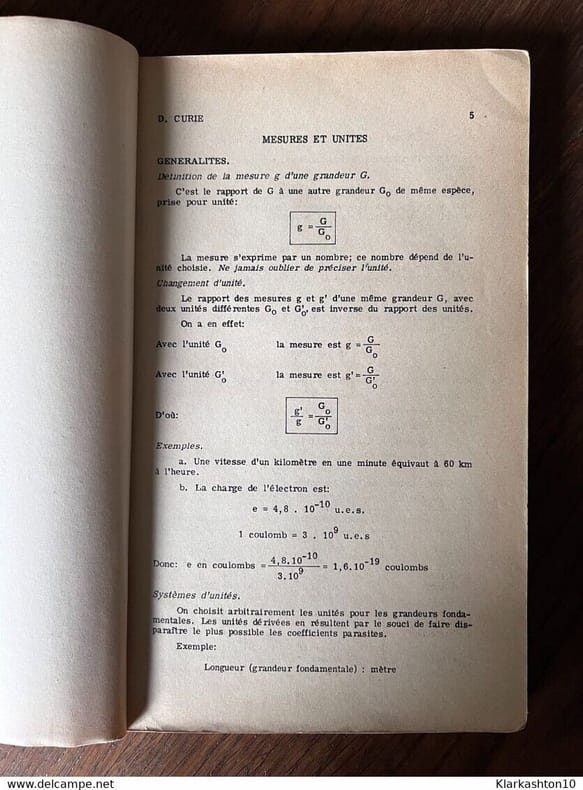 D. CURIE 5
MESURES ET UNITES
GENERALITES.
Définition de la mesure g d'une grandeur G.
C'est le rapport de G à une autre grandeur G₀ de même espèce,
prise pour unité:
g = G/G₀
La mesure s'exprime par un nombre; ce nombre dépend de l'u-
nité choisie. Ne jamais oublier de préciser l'unité.
Changement d'unité.
Le rapport des mesures g et g' d'une même grandeur G, avec
deux unités différentes G₀ et G'₀, est inverse du rapport des unités.
On a en effet:
Avec l'unité G₀ la mesure est g = G/G₀
Avec l'unité G'₀ la mesure est g' = G/G'₀
D'où: g'/g = G₀/G'₀
Exemples.
a. Une vitesse d'un kilomètre en une minute équivaut à 60 km
à l'heure.
b. La charge de l'électron est:
e = 4,8 . 10⁻¹⁰ u.e.s.
1 coulomb = 3 . 10⁹ u.e.s
Donc: e en coulombs = 4,8.10⁻¹⁰/3.10⁹ = 1,6.10⁻¹⁹ coulombs
Systèmes d'unités.
On choisit arbitrairement les unités pour les grandeurs fonda-
mentales. Les unités dérivées en résultent par le souci de faire dis-
paraître le plus possible les coefficients parasites.
Exemple:
Longueur (grandeur fondamentale) : mètre
www.ebay.fr/itm
Klarkashton10